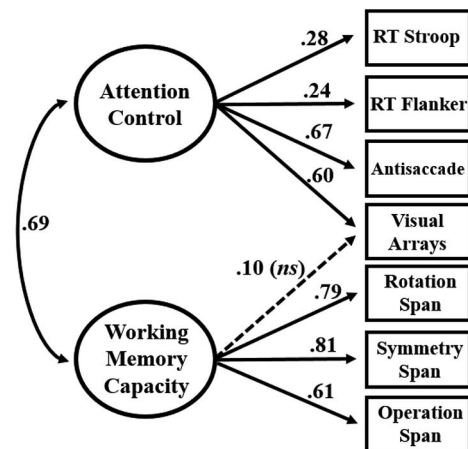 .28
RT Stroop
Attention
Control
.24
RT Flanker
.67
Antisaccade
.60
Visual
Arrays
.69
.10 (ns)
.79
Rotation
Span
Working
Memory
Capacity
.81
Symmetry
Span
.61
Operation
Span